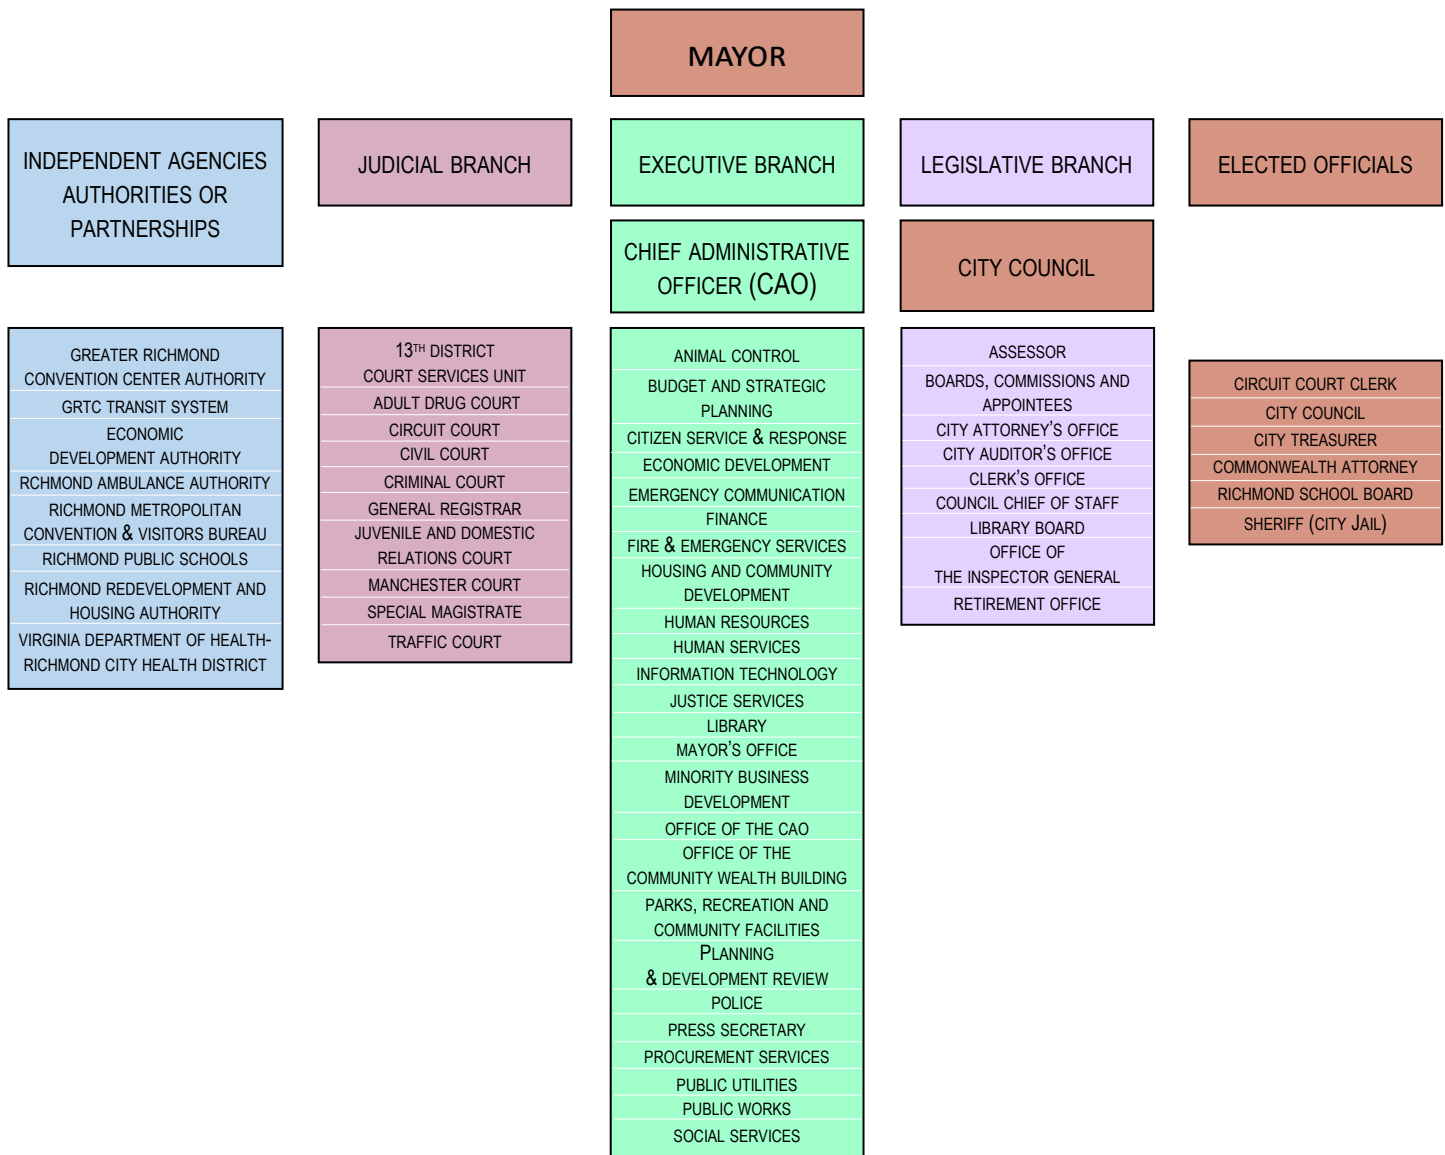 MAYOR
INDEPENDENT AGENCIES
AUTHORITIES OR
PARTNERSHIPS
JUDICIAL BRANCH
EXECUTIVE BRANCH
LEGISLATIVE BRANCH
ELECTED OFFICIALS
CHIEF ADMINISTRATIVE
OFFICER (CAO)
CITY COUNCIL
GREATER RICHMOND
CONVENTION CENTER AUTHORITY
GRTC TRANSIT SYSTEM
ECONOMIC
DEVELOPMENT AUTHORITY
RCHMOND AMBULANCE AUTHORITY
RICHMOND METROPOLITAN
CONVENTION & VISITORS BUREAU
RICHMOND PUBLIC SCHOOLS
RICHMOND REDEVELOPMENT AND
HOUSING AUTHORITY
VIRGINIA DEPARTMENT OF HEALTH-
RICHMOND CITY HEALTH DISTRICT
13TH DISTRICT
COURT SERVICES UNIT
ADULT DRUG COURT
CIRCUIT COURT
CIVIL COURT
CRIMINAL COURT
GENERAL REGISTRAR
JUVENILE AND DOMESTIC
RELATIONS COURT
MANCHESTER COURT
SPECIAL MAGISTRATE
TRAFFIC COURT
ANIMAL CONTROL
BUDGET AND STRATEGIC
PLANNING
CITIZEN SERVICE & RESPONSE
ECONOMIC DEVELOPMENT
EMERGENCY COMMUNICATION
FINANCE
FIRE & EMERGENCY SERVICES
HOUSING AND COMMUNITY
DEVELOPMENT
HUMAN RESOURCES
HUMAN SERVICES
INFORMATION TECHNOLOGY
JUSTICE SERVICES
LIBRARY
MAYOR'S OFFICE
MINORITY BUSINESS
DEVELOPMENT
OFFICE OF THE CAO
OFFICE OF THE
COMMUNITY WEALTH BUILDING
PARKS, RECREATION AND
COMMUNITY FACILITIES
PLANNING
& DEVELOPMENT REVIEW
POLICE
PRESS SECRETARY
PROCUREMENT SERVICES
PUBLIC UTILITIES
PUBLIC WORKS
SOCIAL SERVICES
ASSESSOR
BOARDS, COMMISSIONS AND
APPOINTEES
CITY ATTORNEY'S OFFICE
CITY AUDITOR'S OFFICE
CLERK'S OFFICE
COUNCIL CHIEF OF STAFF
LIBRARY BOARD
OFFICE OF
THE INSPECTOR GENERAL
RETIREMENT OFFICE
CIRCUIT COURT CLERK
CITY COUNCIL
CITY TREASURER
COMMONWEALTH ATTORNEY
RICHMOND SCHOOL BOARD
SHERIFF (CITY JAIL)